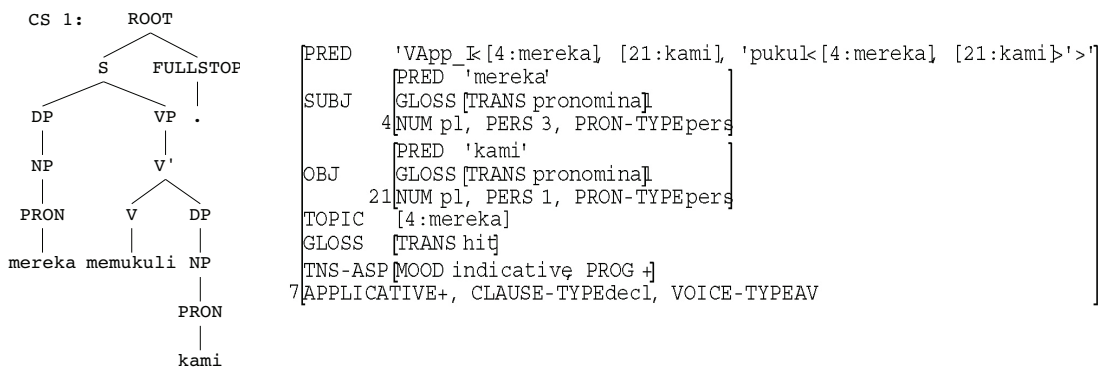 CS 1: ROOT
S FULLSTOP
DP VP .
NP V'
PRON V DP
mereka memukuli NP
PRON
kami
PRED 'VApp_I<[4:mereka], [21:kami], 'pukul<[4:mereka], [21:kami]>'>'
PRED 'mereka'
SUBJ GLOSS [TRANS pronominal]
4 NUM pl, PERS 3, PRON-TYPE pers
PRED 'kami'
OBJ GLOSS [TRANS pronominal]
21 NUM pl, PERS 1, PRON-TYPE pers
TOPIC [4:mereka]
GLOSS [TRANS hit]
TNS-ASP [MOOD indicative, PROG +]
7 APPLICATIVE +, CLAUSE-TYPE decl, VOICE-TYPE AV